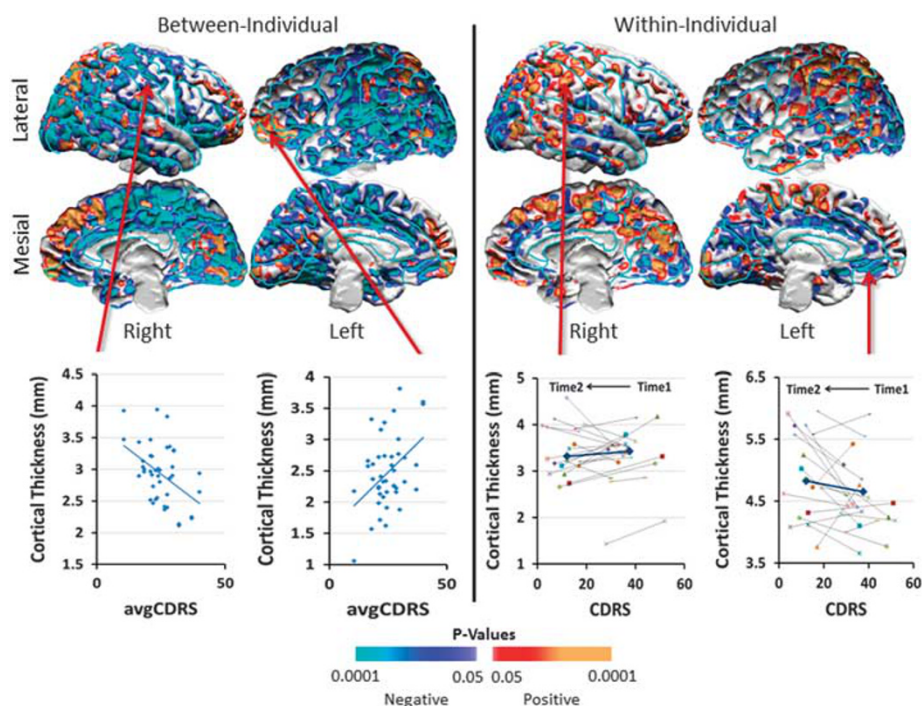 Between-Individual
Within-Individual
Lateral
Mesial
Right
Left
Right
Left
Cortical Thickness (mm)
4.5
4
3.5
3
2.5
2
1.5
0
50
avgCDRS
Cortical Thickness (mm)
4
3.5
3
2.5
2
1.5
1
0
50
avgCDRS
Cortical Thickness (mm)
5
4
3
2
1
Time2
Time1
0
20
40
60
CDRS
Cortical Thickness (mm)
6.5
5.5
4.5
3.5
Time2
Time1
0
20
40
60
CDRS
P-Values
0.0001
0.05
0.05
0.0001
Negative
Positive